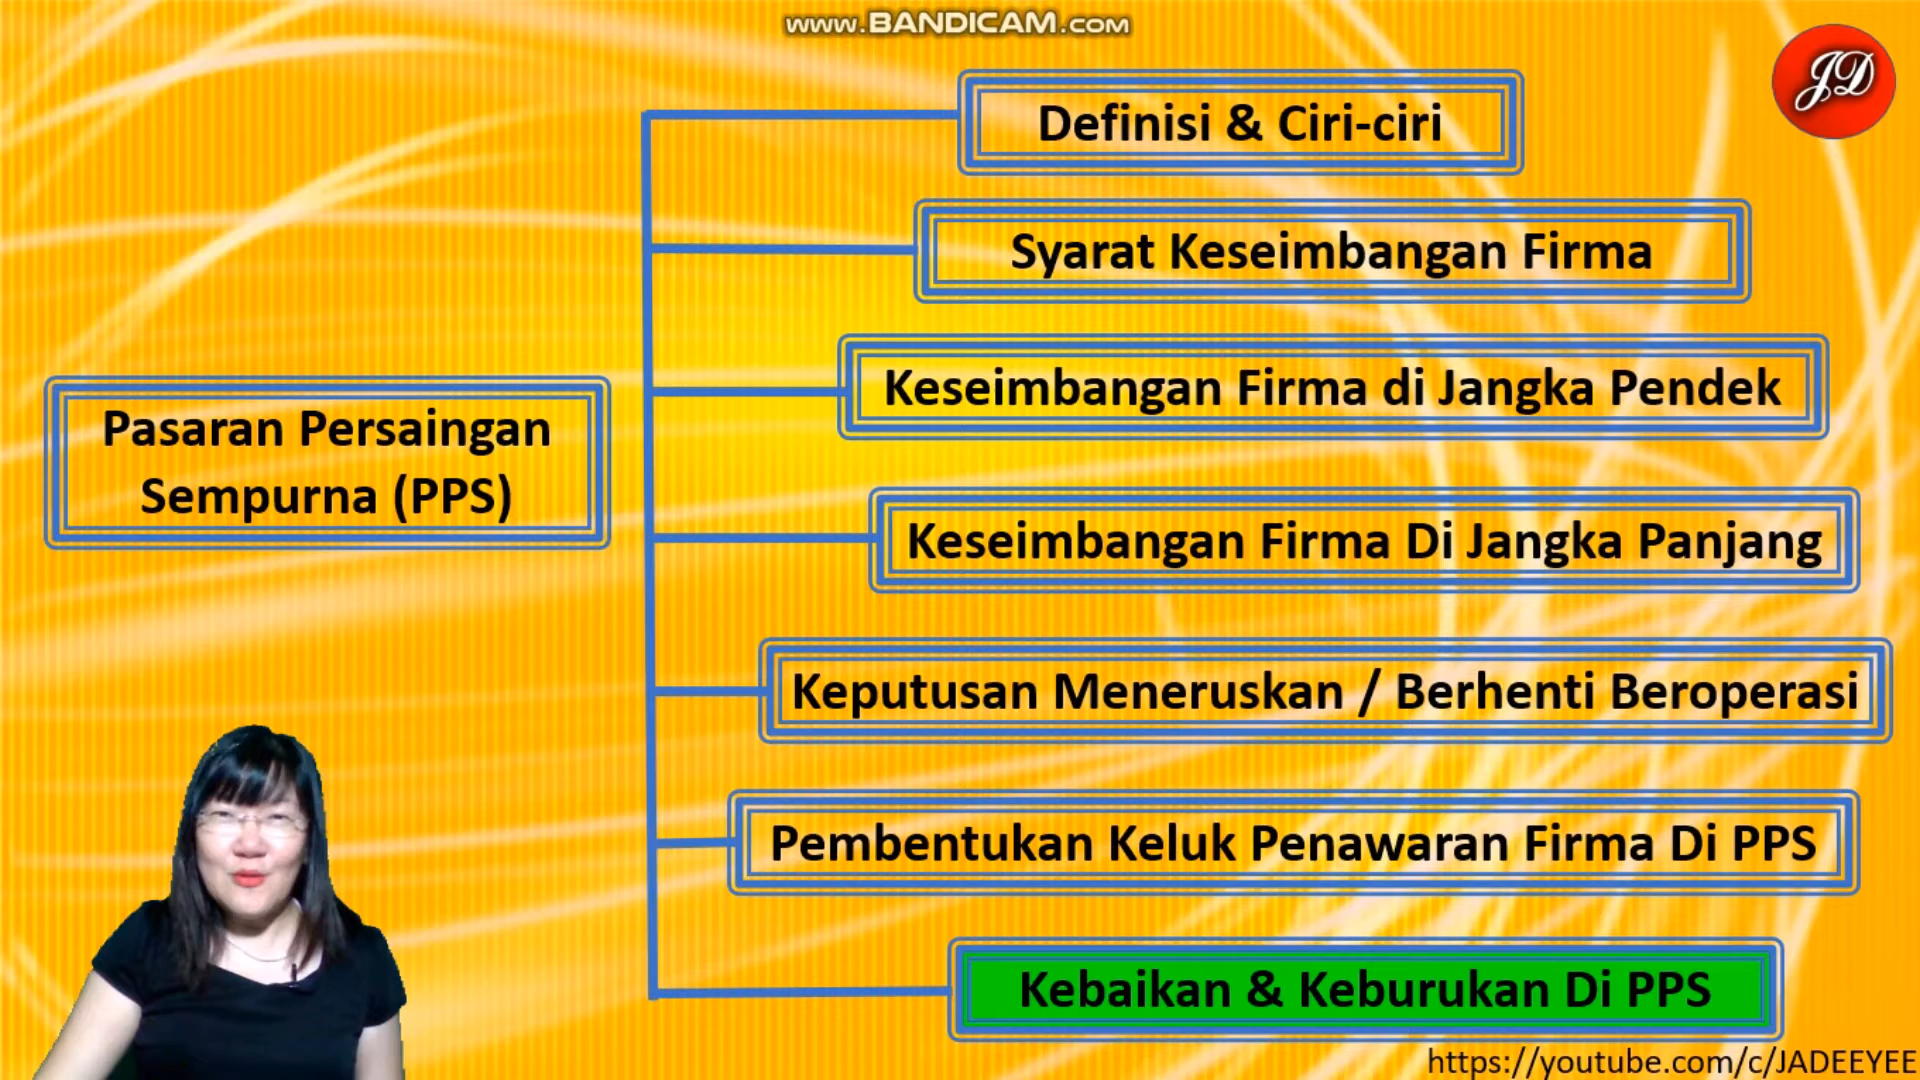 www.BANDICAM.com
JD
Definisi & Ciri-ciri
Syarat Keseimbangan Firma
Keseimbangan Firma di Jangka Pendek
Pasaran Persaingan
Sempurna (PPS)
Keseimbangan Firma Di Jangka Panjang
Keputusan Meneruskan / Berhenti Beroperasi
Pembentukan Keluk Penawaran Firma Di PPS
Kebaikan & Keburukan Di PPS
https://youtube.com/c/JADEEYEE